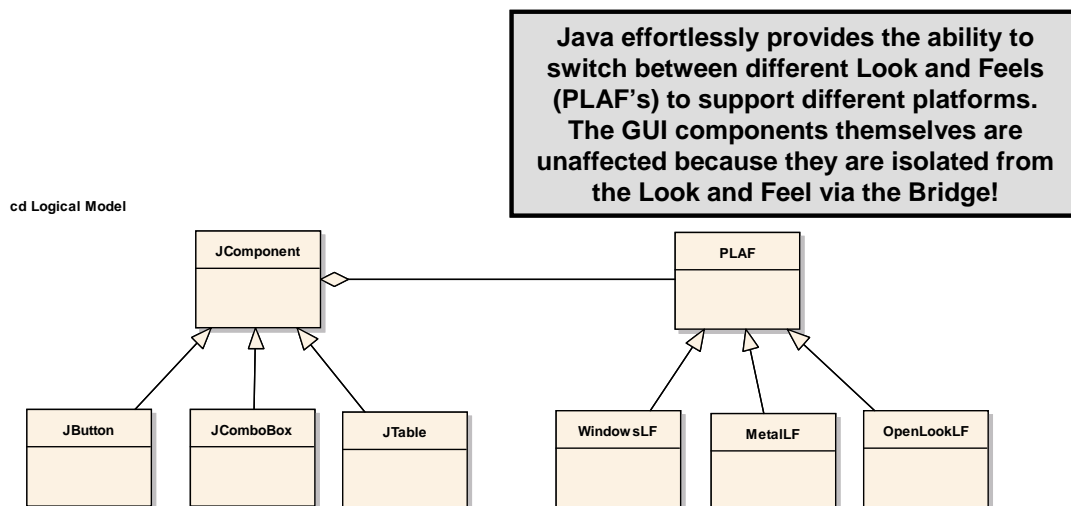 Java effortlessly provides the ability to
switch between different Look and Feels
(PLAF's) to support different platforms.
The GUI components themselves are
unaffected because they are isolated from
the Look and Feel via the Bridge!
cd Logical Model
JComponent
PLAF
JButton
JComboBox
JTable
WindowsLF
MetalLF
OpenLookLF